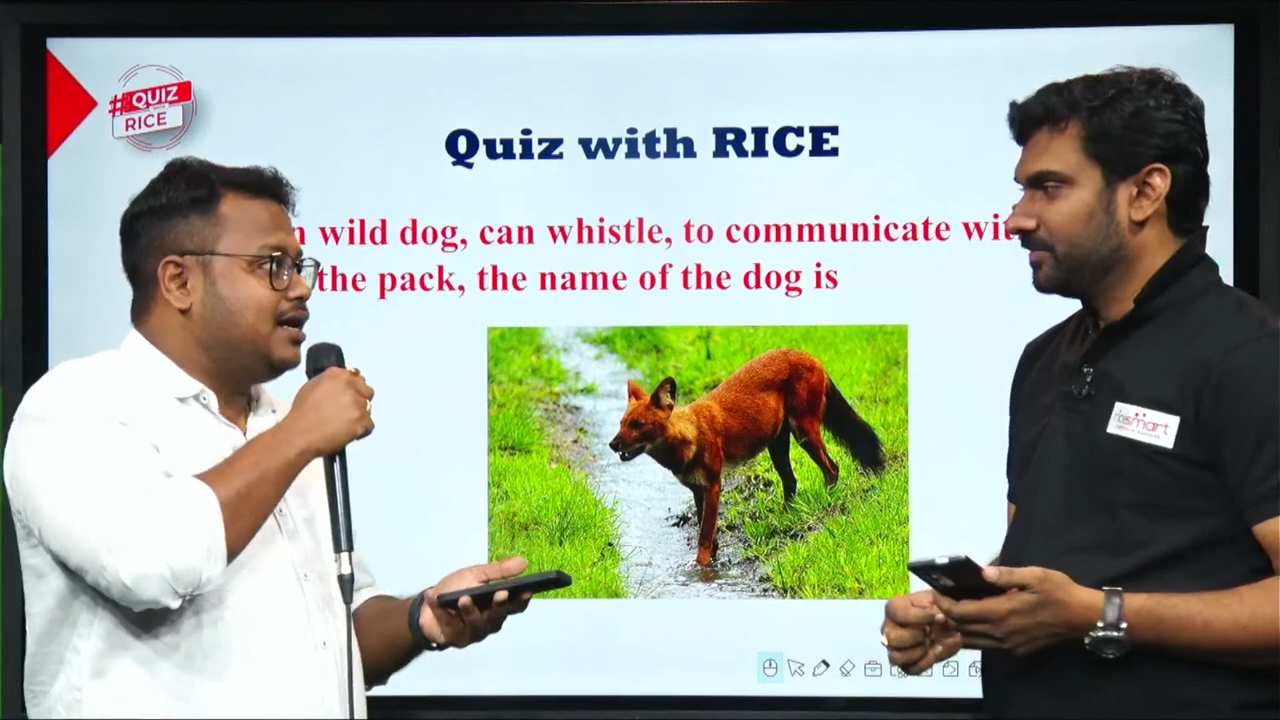 #QUIZ
RICE
Quiz with RICE
wild dog, can whistle, to communicate
the pack, the name of the dog is
smart